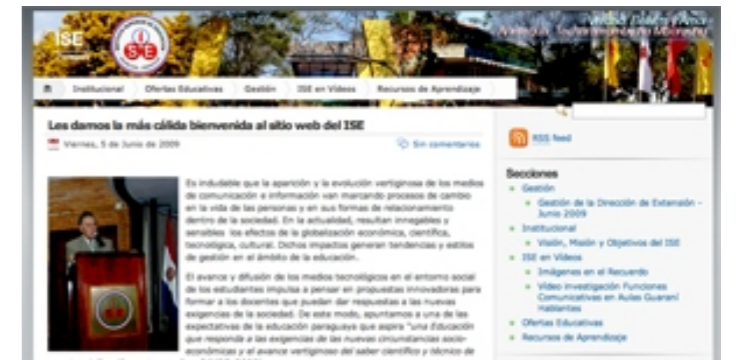 ISE
ISE
Institucional
Ofertas Educativas
Gestión
ISE en Vídeos
Recursos de Aprendizaje
Les damos la más cálida bienvenida al sitio web del ISE
Viernes, 5 de Junio de 2009
Sin comentarios
Es indudable que la aparición y la evolución vertiginosa de los medios
de comunicación e información van marcando procesos de cambio
en la vida de las personas y en sus formas de relacionamiento
dentro de la sociedad. En la actualidad, resultan innegables y
sensibles los efectos de la globalización económica, científica,
tecnológica, cultural. Dichos impactos generan tendencias y estilos
de gestión en el ámbito de la educación.
El avance y difusión de los medios tecnológicos en el entorno social
de los estudiantes impulsa a pensar en propuestas innovadoras para
formar a los docentes que puedan dar respuestas a las nuevas
exigencias de la sociedad. De este modo, apuntamos a una de las
expectativas de la educación paraguaya que aspira "una Educación
que responda a las exigencias de las nuevas circunstancias socio-
económicas y el avance vertiginoso del saber científico y técnico de
RSS feed
Secciones
Gestión
Gestión de la Dirección de Extensión -
Junio 2009
Institucional
Visión, Misión y Objetivos del ISE
ISE en Vídeos
Imágenes en el Recuerdo
Vídeo investigación Funciones
Comunicativas en Aulas Guaraní
Hablantes
Ofertas Educativas
Recursos de Aprendizaje